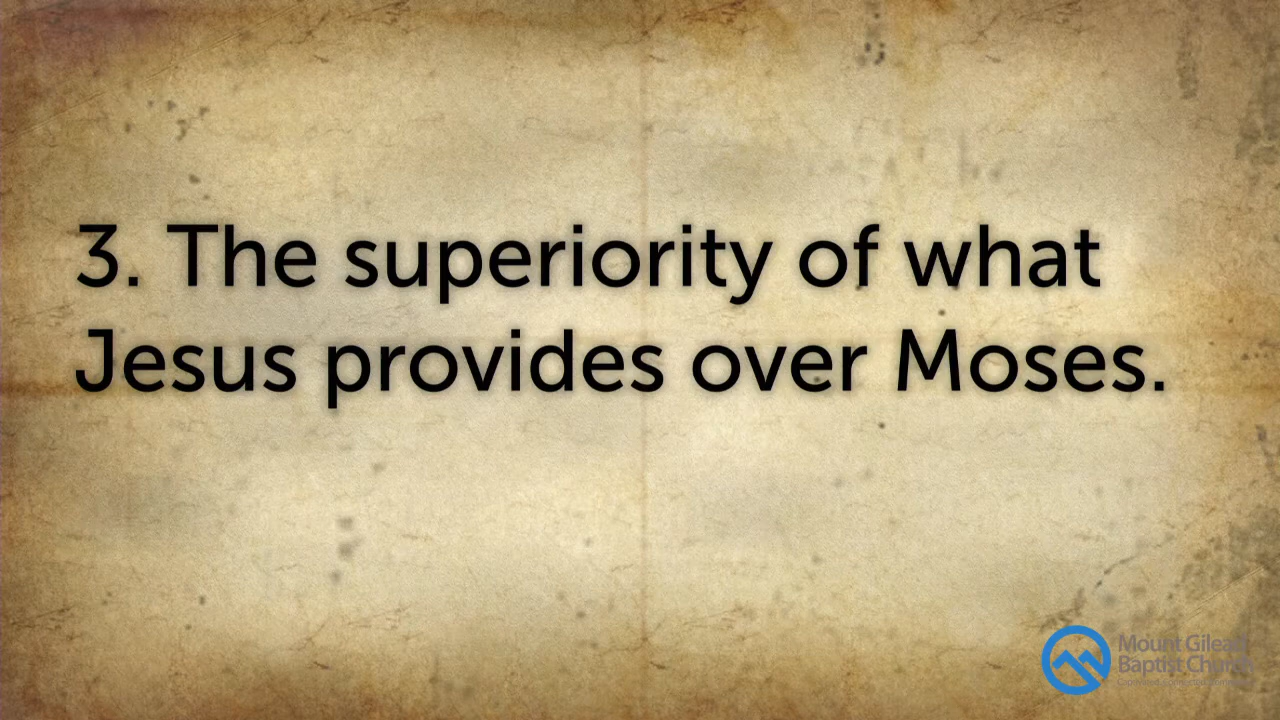 3. The superiority of what
Jesus provides over Moses.
Mount Gilead
Baptist Church